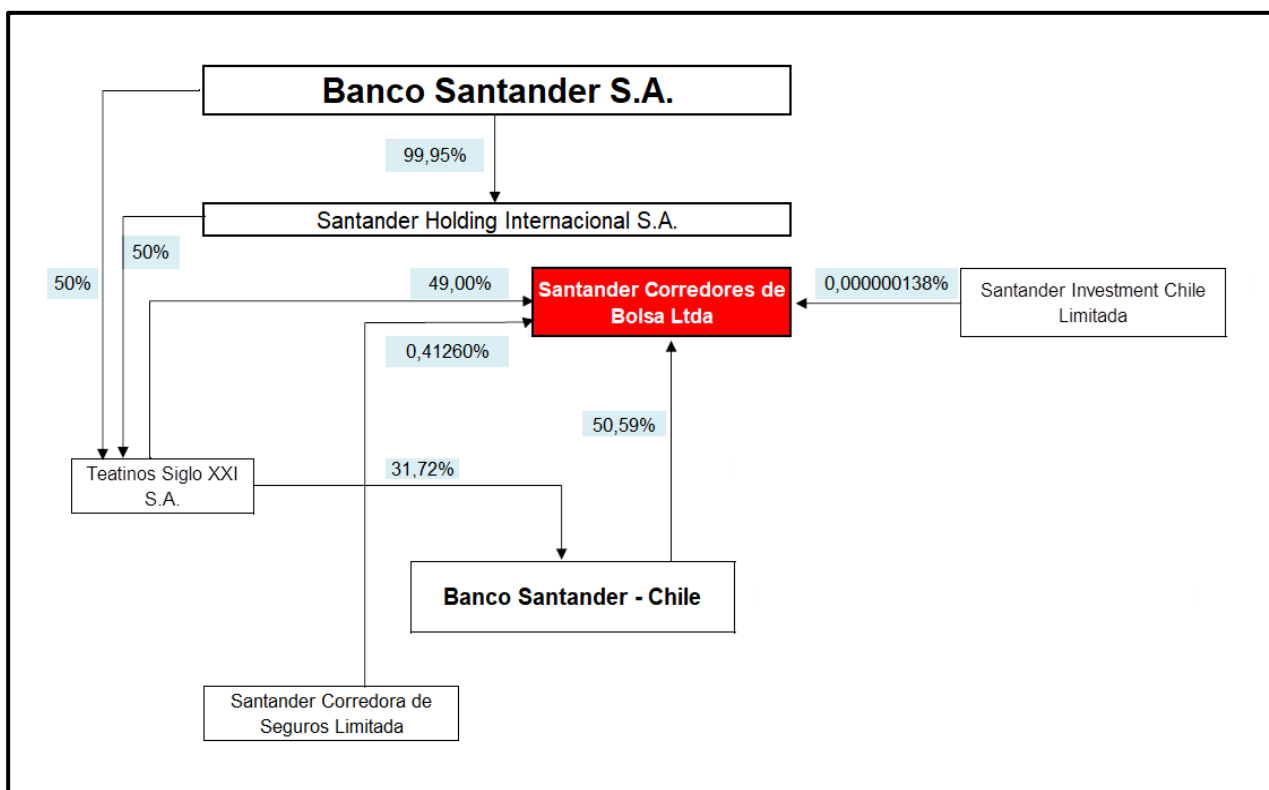 Banco Santander S.A.
99,95%
Santander Holding Internacional S.A.
50%
50%
49,00%
Santander Corredores de
Bolsa Ltda
0,000000138%
Santander Investment Chile
Limitada
0,41260%
50,59%
Teatinos Siglo XXI
S.A.
31,72%
Banco Santander - Chile
Santander Corredora de
Seguros Limitada